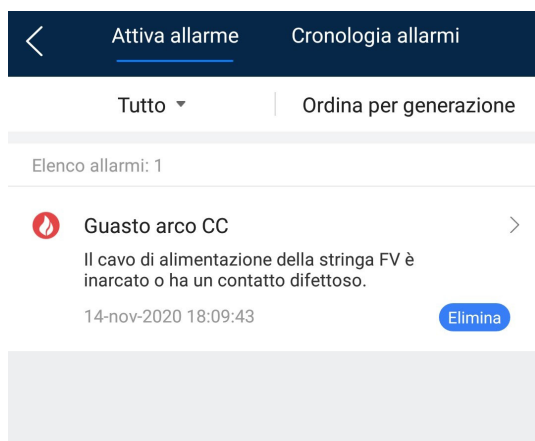 Attiva allarme Cronologia allarmi
Tutto Ordina per generazione
Elenco allarmi: 1
Guasto arco CC
Il cavo di alimentazione della stringa FV è
inarcato o ha un contatto difettoso.
14-nov-2020 18:09:43 Elimina